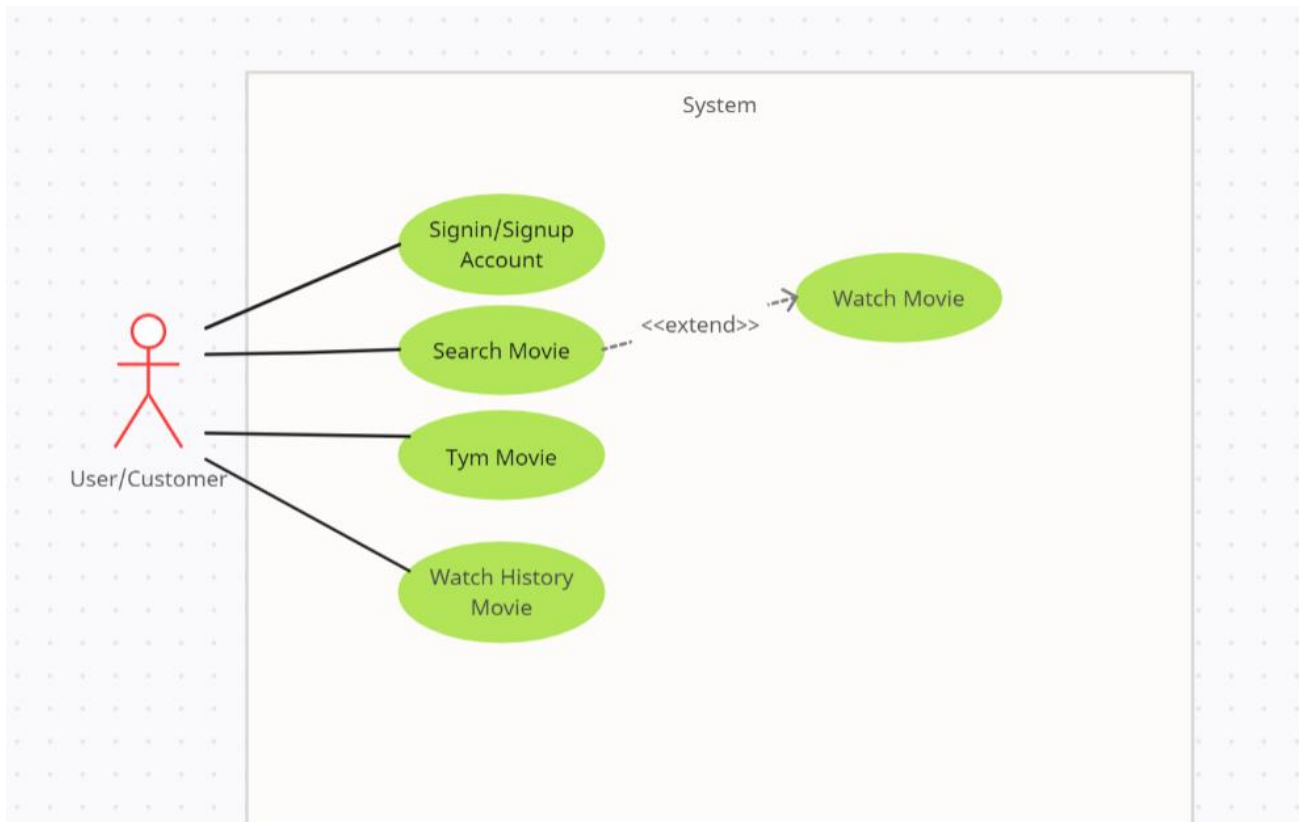 System
Signin/Signup
Account
Search Movie
<<extend>>
Watch Movie
Tym Movie
User/Customer
Watch History
Movie